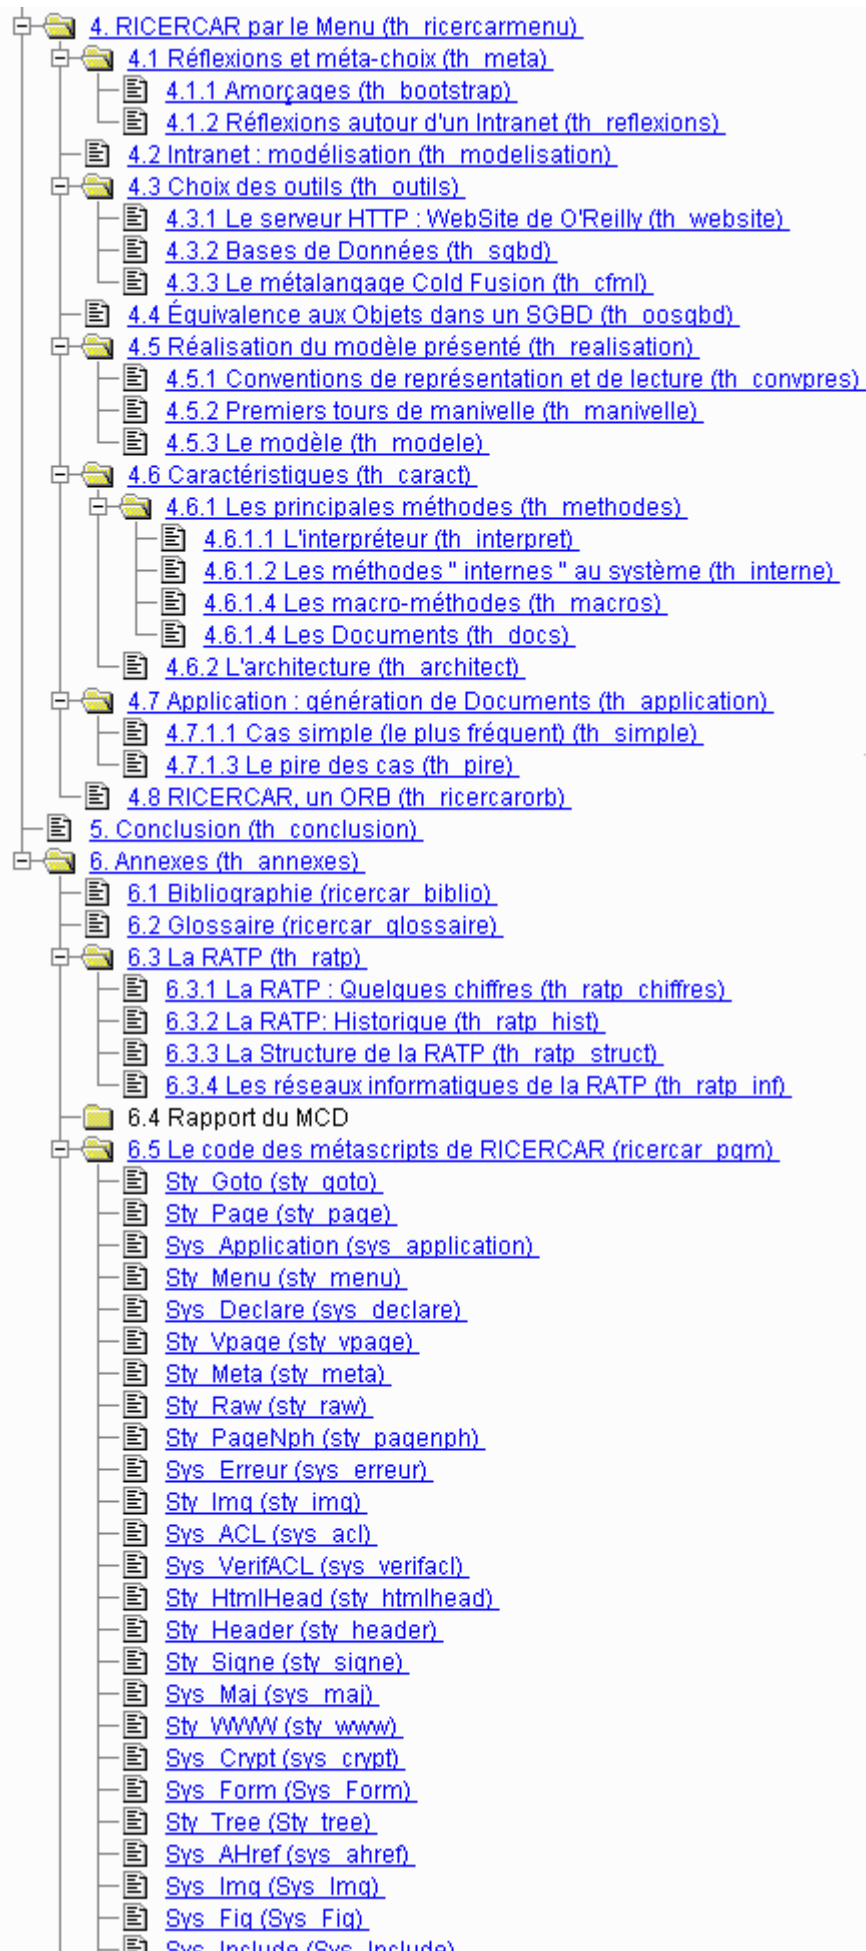 4. RICERCAR par le Menu (th_ricercarmenu)
4.1 Réflexions et méta-choix (th_meta)
4.1.1 Amorçages (th_bootstrap)
4.1.2 Réflexions autour d'un Intranet (th_reflexions)
4.2 Intranet : modélisation (th_modelisation)
4.3 Choix des outils (th_outils)
4.3.1 Le serveur HTTP : WebSite de O'Reilly (th_website)
4.3.2 Bases de Données (th_sgbd)
4.3.3 Le métalangage Cold Fusion (th_cfml)
4.4 Équivalence aux Objets dans un SGBD (th_oosgbd)
4.5 Réalisation du modèle présenté (th_realisation)
4.5.1 Conventions de représentation et de lecture (th_convpres)
4.5.2 Premiers tours de manivelle (th_manivelle)
4.5.3 Le modèle (th_modele)
4.6 Caractéristiques (th_caract)
4.6.1 Les principales méthodes (th_methodes)
4.6.1.1 L'interpréteur (th_interpret)
4.6.1.2 Les méthodes " internes " au système (th_interne)
4.6.1.4 Les macro-méthodes (th_macros)
4.6.1.4 Les Documents (th_docs)
4.6.2 L'architecture (th_architect)
4.7 Application : génération de Documents (th_application)
4.7.1.1 Cas simple (le plus fréquent) (th_simple)
4.7.1.3 Le pire des cas (th_pire)
4.8 RICERCAR, un ORB (th_ricercarorb)
5. Conclusion (th_conclusion)
6. Annexes (th_annexes)
6.1 Bibliographie (ricercar_biblio)
6.2 Glossaire (ricercar_glossaire)
6.3 La RATP (th_ratp)
6.3.1 La RATP : Quelques chiffres (th_ratp_chiffres)
6.3.2 La RATP: Historique (th_ratp_hist)
6.3.3 La Structure de la RATP (th_ratp_struct)
6.3.4 Les réseaux informatiques de la RATP (th_ratp_inf)
6.4 Rapport du MCD
6.5 Le code des métascripts de RICERCAR (ricercar_pgm)
Sty_Goto (sty_goto)
Sty_Page (sty_page)
Sys_Application (sys_application)
Sty_Menu (sty_menu)
Sys_Declare (sys_declare)
Sty_Vpage (sty_vpage)
Sty_Meta (sty_meta)
Sty_Raw (sty_raw)
Sty_PageNph (sty_pagenph)
Sys_Erreur (sys_erreur)
Sty_Img (sty_img)
Sys_ACL (sys_acl)
Sys_VerifACL (sys_verifacl)
Sty_HtmlHead (sty_htmlhead)
Sty_Header (sty_header)
Sty_Signe (sty_signe)
Sys_Maj (sys_maj)
Sty_WWW (sty_www)
Sys_Crypt (sys_crypt)
Sys_Form (Sys_Form)
Sty_Tree (Sty_tree)
Sys_AHref (sys_ahref)
Sys_Img (Sys_Img)
Sys_Fig (Sys_Fig)
Sys_Include (Sys_Include)